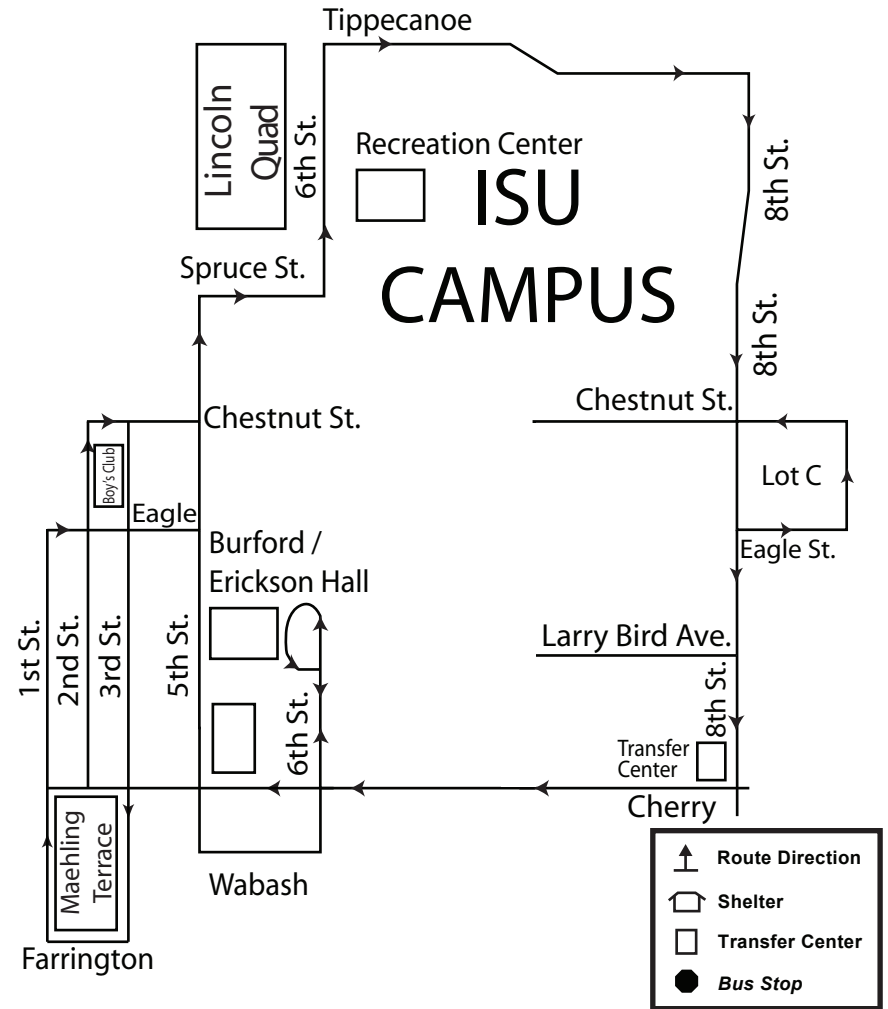 Tippecanoe
Lincoln
Quad
6th St.
Recreation Center
ISU
CAMPUS
8th St.
Spruce St.
8th St.
Chestnut St.
Chestnut St.
Boy's Club
Lot C
Eagle
Eagle St.
Burford /
Erickson Hall
1st St.
2nd St.
3rd St.
5th St.
6th St.
Larry Bird Ave.
8th St.
Transfer
Center
Cherry
Maehling
Terrace
Wabash
Farrington
Route Direction
Shelter
Transfer Center
Bus Stop